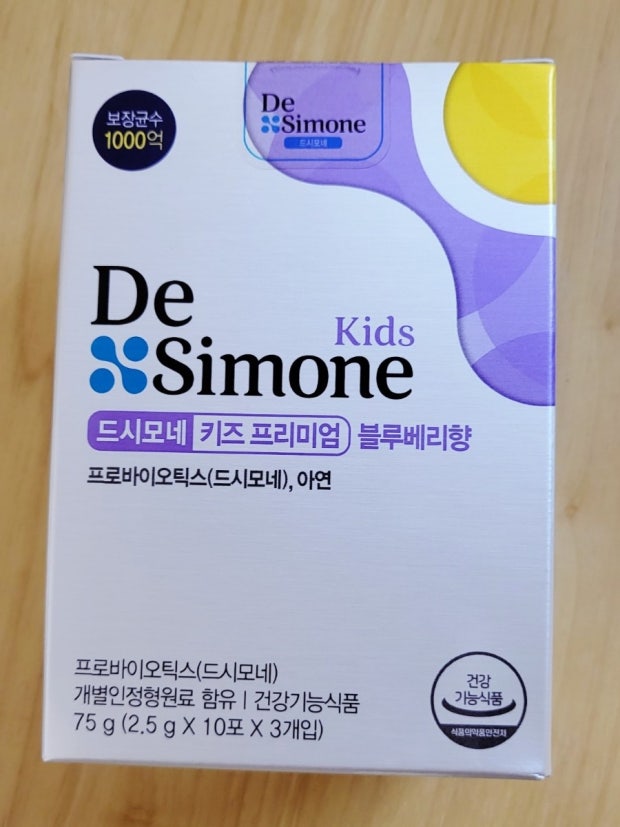 보장균수
1000억
De
Simone
드시모네
De
Kids
Simone
드시모네 키즈 프리미엄 블루베리향
프로바이오틱스(드시모네), 아연
프로바이오틱스(드시모네)
개별인정형원료 함유 | 건강기능식품
75 g (2.5 g X 10포 X 3개입)
건강
기능식품
식품의약품안전처